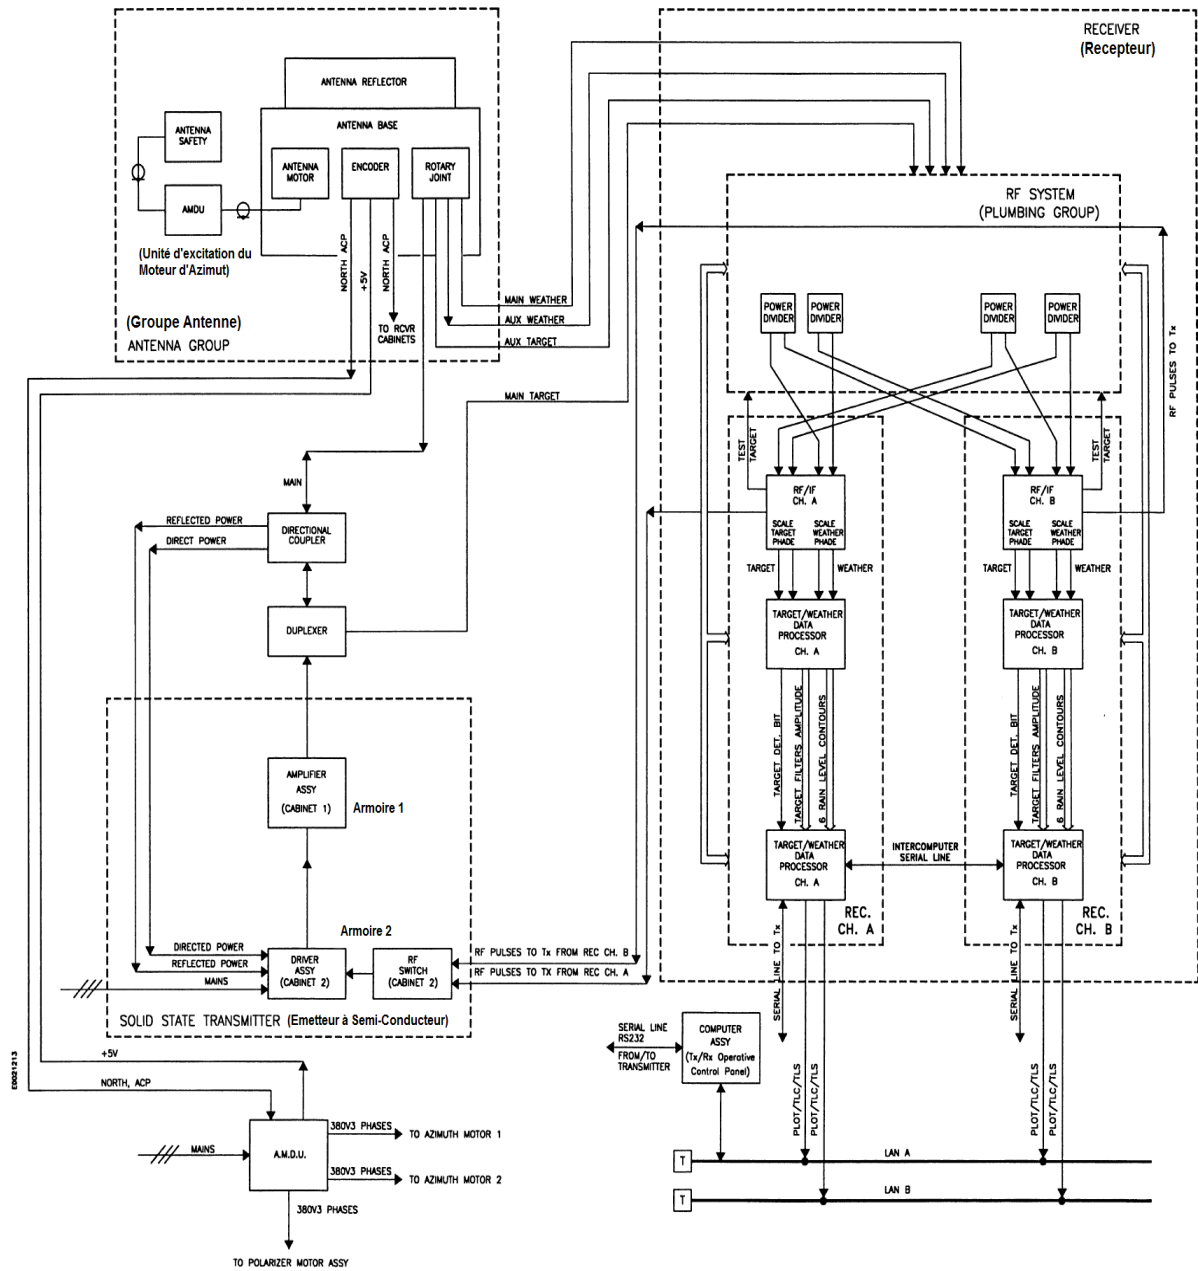 RECEIVER
(Recepteur)
ANTENNA REFLECTOR
ANTENNA BASE
ANTENNA
SAFETY
ANTENNA
MOTOR
ENCODER
ROTARY
JOINT
AMDU
(Unité d'excitation du
Moteur d'Azimut)
NORTH ACP
+5V
NORTH ACP
TO RCVR
CABINETS
(Groupe Antenne)
ANTENNA GROUP
MAIN WEATHER
AUX WEATHER
AUX TARGET
MAIN TARGET
RF SYSTEM
(PLUMBING GROUP)
POWER
DIVIDER
POWER
DIVIDER
POWER
DIVIDER
POWER
DIVIDER
RF PULSES TO Tx
TEST
TARGET
TEST
TARGET
MAIN
REFLECTED POWER
DIRECT POWER
DIRECTIONAL
COUPLER
DUPLEXER
RF/IF
CH. A
SCALE
TARGET
PHADE
SCALE
WEATHER
PHADE
RF/IF
CH. B
SCALE
TARGET
PHADE
SCALE
WEATHER
PHADE
TARGET
WEATHER
TARGET
WEATHER
TARGET/WEATHER
DATA
PROCESSOR
CH. A
TARGET/WEATHER
DATA
PROCESSOR
CH. B
TARGET DET. BIT
TARGET FILTERS AMPLITUDE
6 RAIN LEVEL CONTOURS
TARGET DET. BIT
TARGET FILTERS AMPLITUDE
6 RAIN LEVEL CONTOURS
AMPLIFIER
ASSY
(CABINET 1)
Armoire 1
TARGET/WEATHER
DATA
PROCESSOR
CH. A
INTERCOMPUTER
SERIAL LINE
TARGET/WEATHER
DATA
PROCESSOR
CH. B
REC.
CH. A
REC.
CH. B
Armoire 2
DIRECTED POWER
REFLECTED POWER
MAINS
DRIVER
ASSY
(CABINET 2)
RF
SWITCH
(CABINET 2)
RF PULSES TO Tx FROM REC CH. B
RF PULSES TO TX FROM REC CH. A
SOLID STATE TRANSMITTER (Emetteur à Semi-Conducteur)
SERIAL LINE TO Tx
SERIAL LINE TO Tx
SERIAL LINE
RS232
FROM/TO
TRANSMITTER
COMPUTER
ASSY
(Tx/Rx Operative
Control Panel)
PLOT/TLC/TLS
PLOT/TLC/TLS
PLOT/TLC/TLS
PLOT/TLC/TLS
E0021213
+5V
NORTH, ACP
MAINS
A.M.D.U.
380V3 PHASES
TO AZIMUTH MOTOR 1
380V3 PHASES
TO AZIMUTH MOTOR 2
380V3 PHASES
TO POLARIZER MOTOR ASSY
T
LAN A
T
LAN B